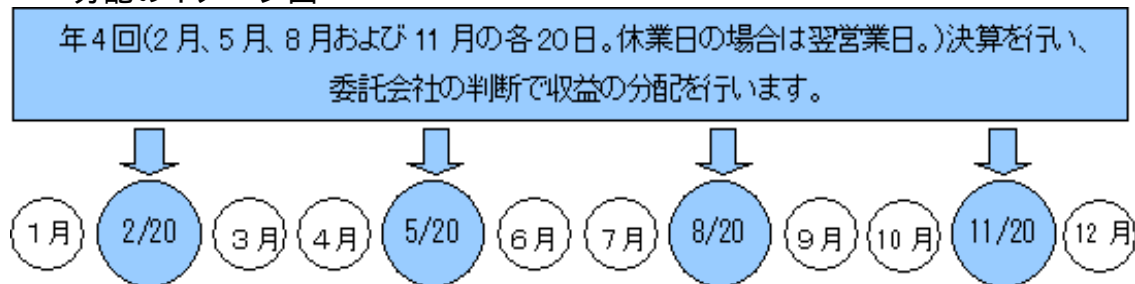 年4回(2月、5月、8月および11月の各20日。休業日の場合は翌営業日。)決算を行い、
委託会社の判断で収益の分配を行います。
1月 2/20 3月 4月 5/20 6月 7月 8/20 9月 10月 11/20 12月